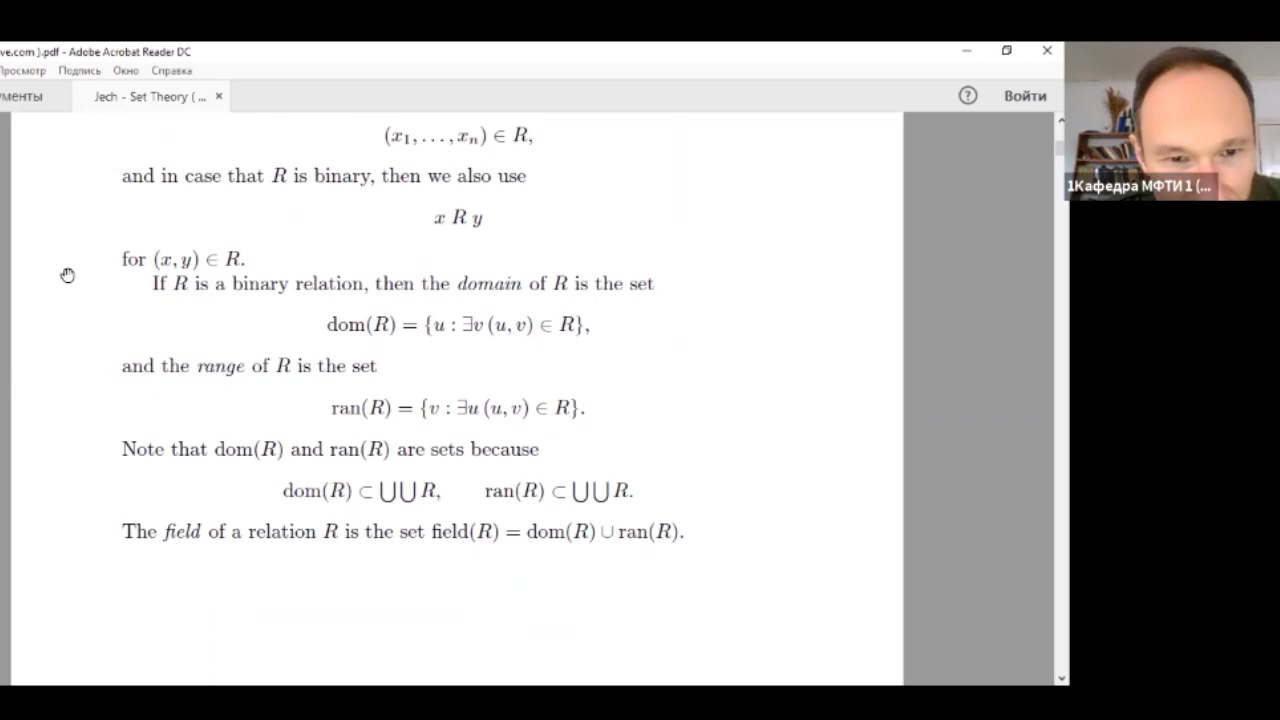 ve.com ).pdf - Adobe Acrobat Reader DC
Просмотр Подпись Окно Справка
менты Jech - Set Theory ( ... × Войти
(x₁, . . . , xₙ) ∈ R,
and in case that R is binary, then we also use
x R y
for (x, y) ∈ R.
If R is a binary relation, then the domain of R is the set
dom(R) = {u : ∃v (u, v) ∈ R},
and the range of R is the set
ran(R) = {v : ∃u (u, v) ∈ R}.
Note that dom(R) and ran(R) are sets because
dom(R) ⊂ ⋃⋃ R, ran(R) ⊂ ⋃⋃ R.
The field of a relation R is the set field(R) = dom(R) ∪ ran(R).
1Кафедра МФТИ 1 (...